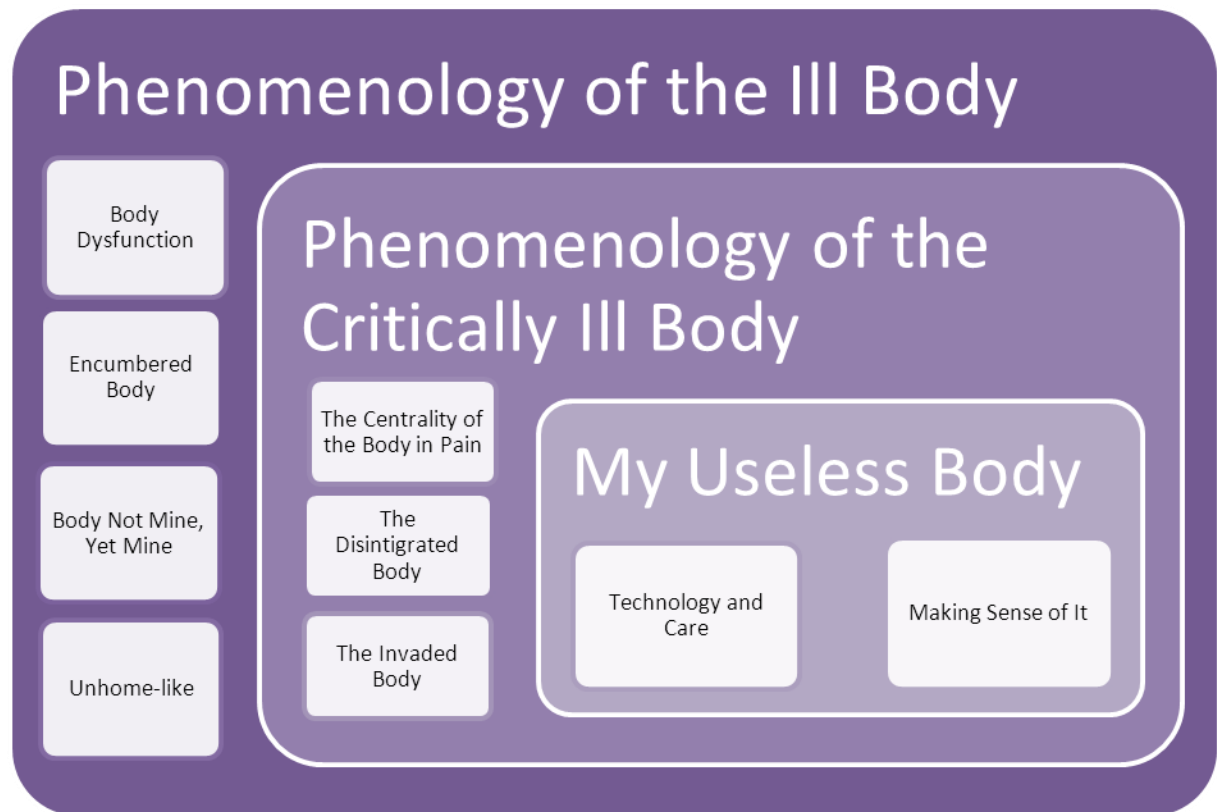 Phenomenology of the Ill Body
Body
Dysfunction
Encumbered
Body
Body Not Mine,
Yet Mine
Unhome-like
Phenomenology of the
Critically Ill Body
The Centrality of
the Body in Pain
The
Disintigrated
Body
The Invaded
Body
My Useless Body
Technology and
Care
Making Sense of It